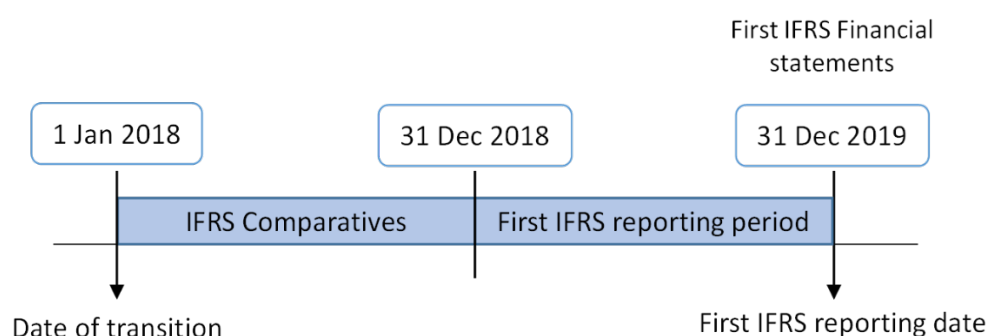 First IFRS Financial
statements
1 Jan 2018
31 Dec 2018
31 Dec 2019
IFRS Comparatives
First IFRS reporting period
Date of transition
First IFRS reporting date